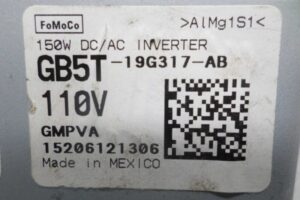 FoMoCo
>AlMg1S1<
150W DC/AC INVERTER
GB5T-19G317-AB
110V
GMPVA
15206121306
Made in MEXICO